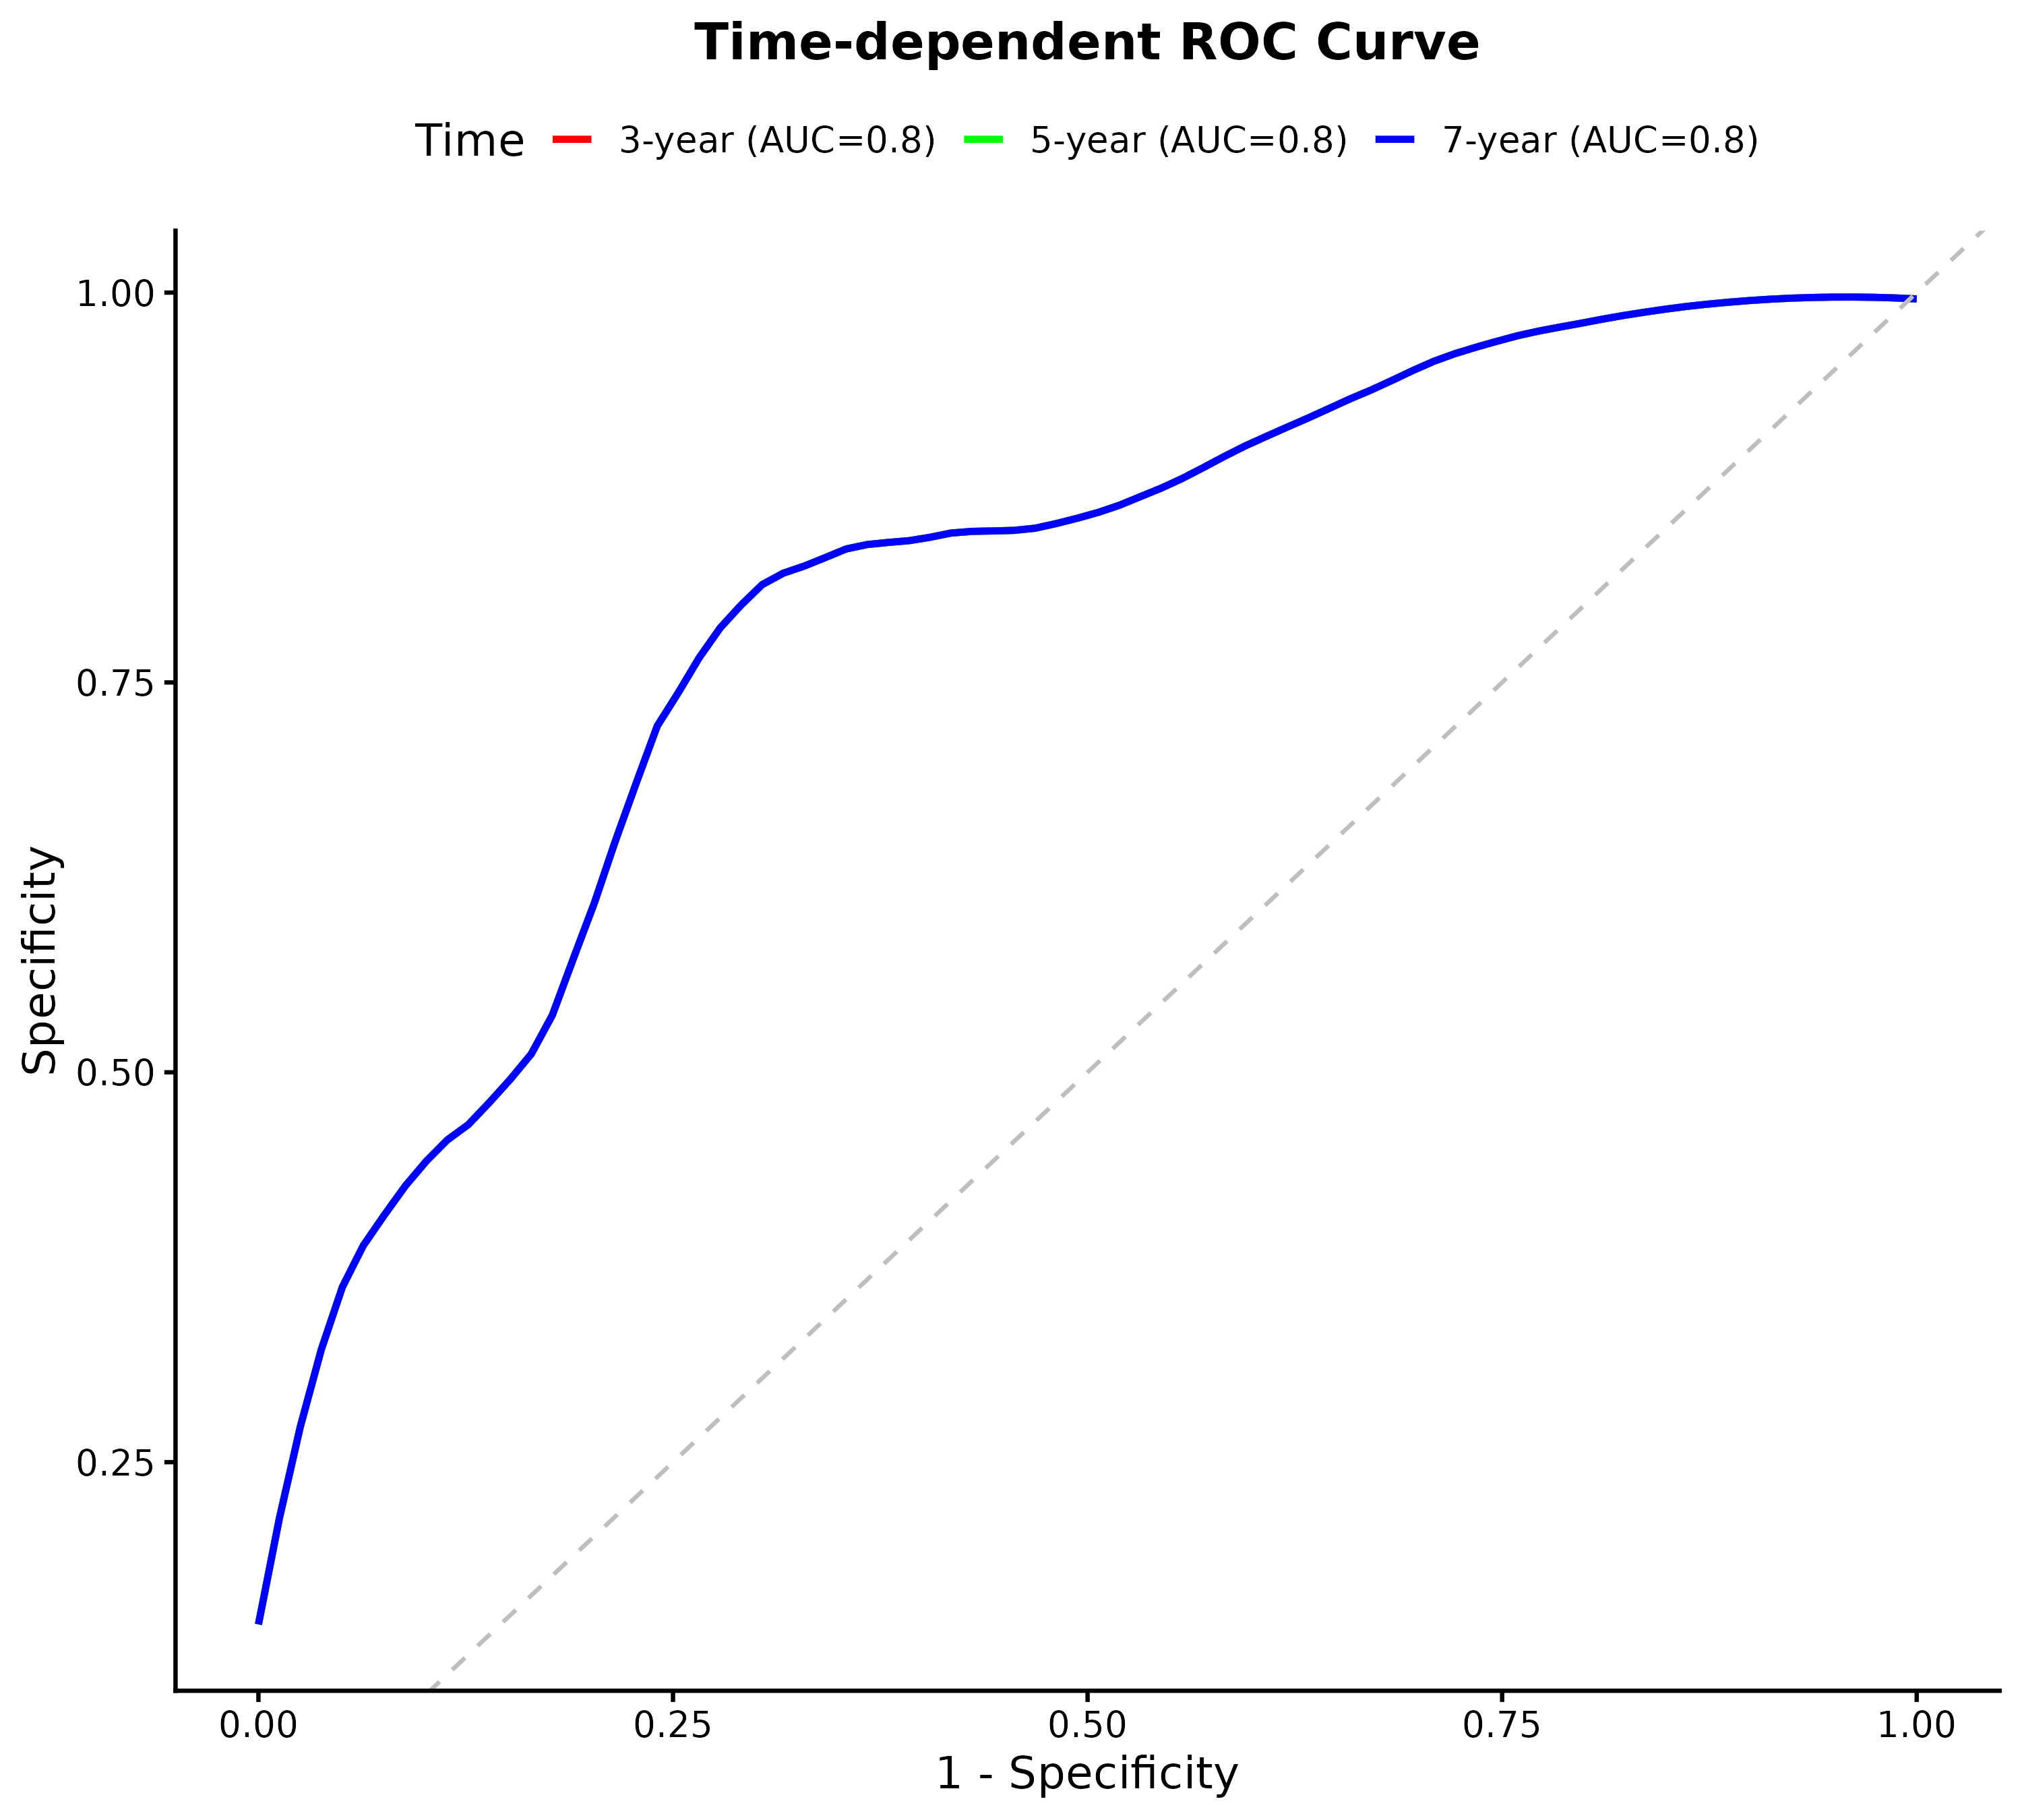 Time-dependent ROC Curve
Time 3-year (AUC=0.8) 5-year (AUC=0.8) 7-year (AUC=0.8)
1.00
0.75
0.50
0.25
Specificity
0.00 0.25 0.50 0.75 1.00
1 - Specificity